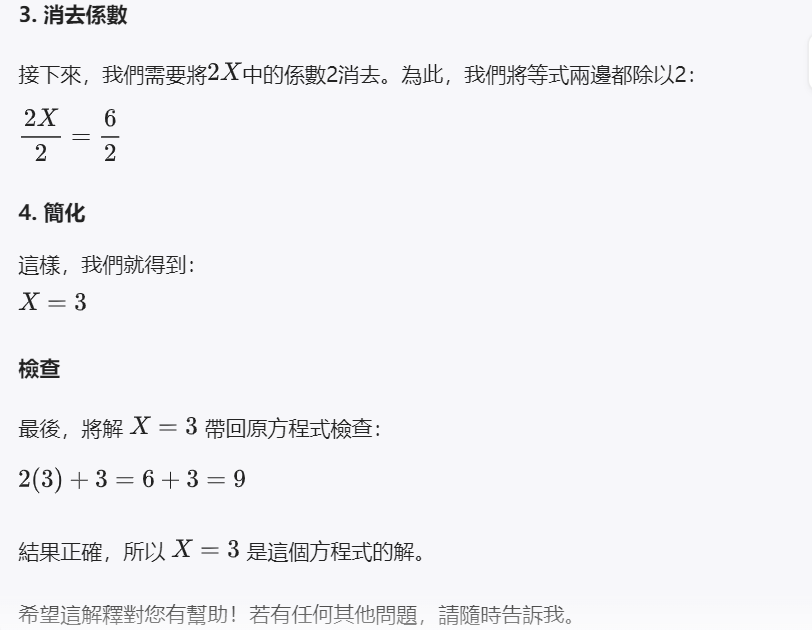 3. 消去係數
接下來，我們需要將2X中的係數2消去。為此，我們將等式兩邊都除以2：
2X/2 = 6/2
4. 簡化
這樣，我們就得到：
X = 3
檢查
最後，將解 X = 3 帶回原方程式檢查：
2(3) + 3 = 6 + 3 = 9
結果正確，所以 X = 3 是這個方程式的解。
希望這解釋對您有幫助！若有任何其他問題，請隨時告訴我。